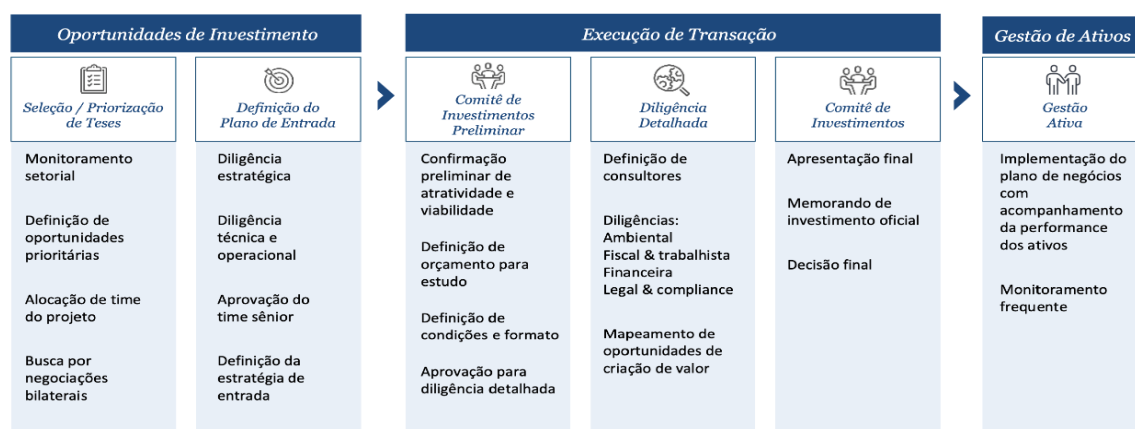 Oportunidades de Investimento
Seleção / Priorização
de Teses
Monitoramento
setorial
Definição de
oportunidades
prioritárias
Alocação de time
do projeto
Busca por
negociações
bilaterais
Definição do
Plano de Entrada
Diligência
estratégica
Diligência
técnica e
operacional
Aprovação do
time sênior
Definição da
estratégia de
entrada
Execução de Transação
Comitê de
Investimentos
Preliminar
Confirmação
preliminar de
atratividade e
viabilidade
Definição de
orçamento para
estudo
Definição de
condições e formato
Aprovação para
diligência detalhada
Diligência
Detalhada
Definição de
consultores
Diligências:
Ambiental
Fiscal & trabalhista
Financeira
Legal & compliance
Mapeamento de
oportunidades de
criação de valor
Comitê de
Investimentos
Apresentação final
Memorando de
investimento oficial
Decisão final
Gestão de Ativos
Gestão
Ativa
Implementação do
plano de negócios
com
acompanhamento
da performance
dos ativos
Monitoramento
frequente